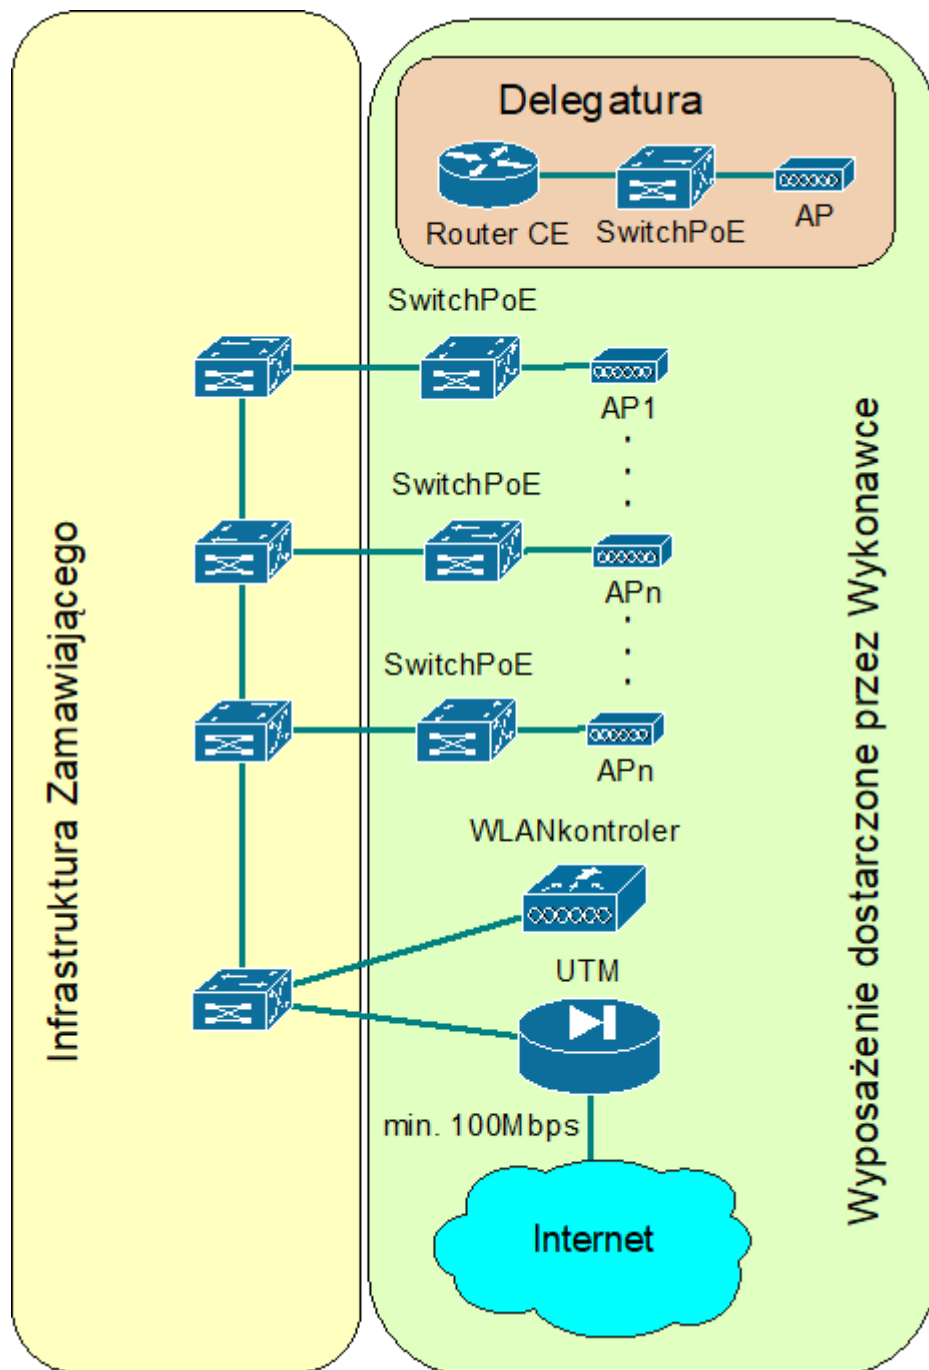 Delegatura
Router CE
SwitchPoE
AP
SwitchPoE
AP1
SwitchPoE
APn
SwitchPoE
APn
WLANkontroler
UTM
min. 100Mbps
Internet
Infrastruktura Zamawiającego
Wyposażenie dostarczone przez Wykonawce